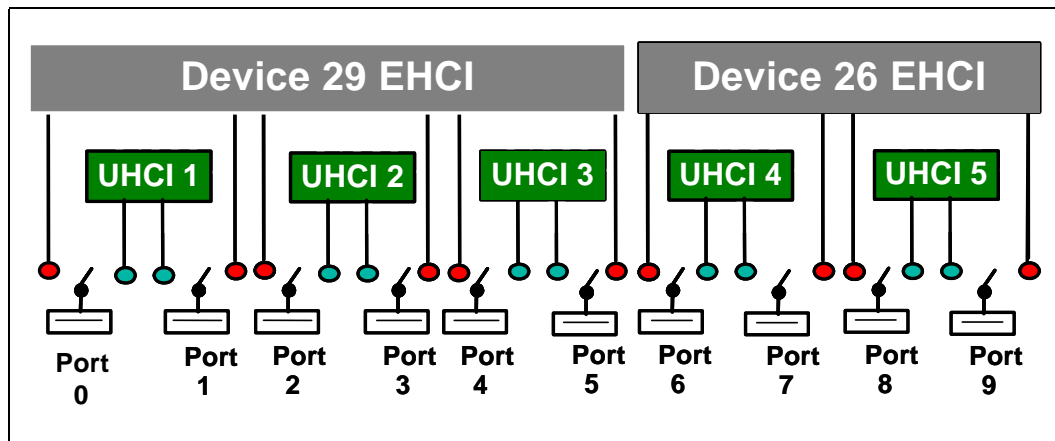 Device 29 EHCI Device 26 EHCI
UHCI 1 UHCI 2 UHCI 3 UHCI 4 UHCI 5
Port Port Port Port Port Port Port Port Port Port
0 1 2 3 4 5 6 7 8 9